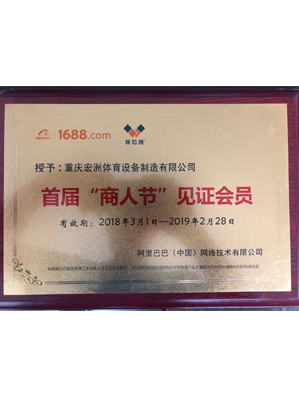 1688.com
诚信通
授予：重庆宏洲体育设备制造有限公司
首届“商人节”见证会员
有效期：2018年3月1—2019年2月28日
阿里巴巴（中国）网络技术有限公司